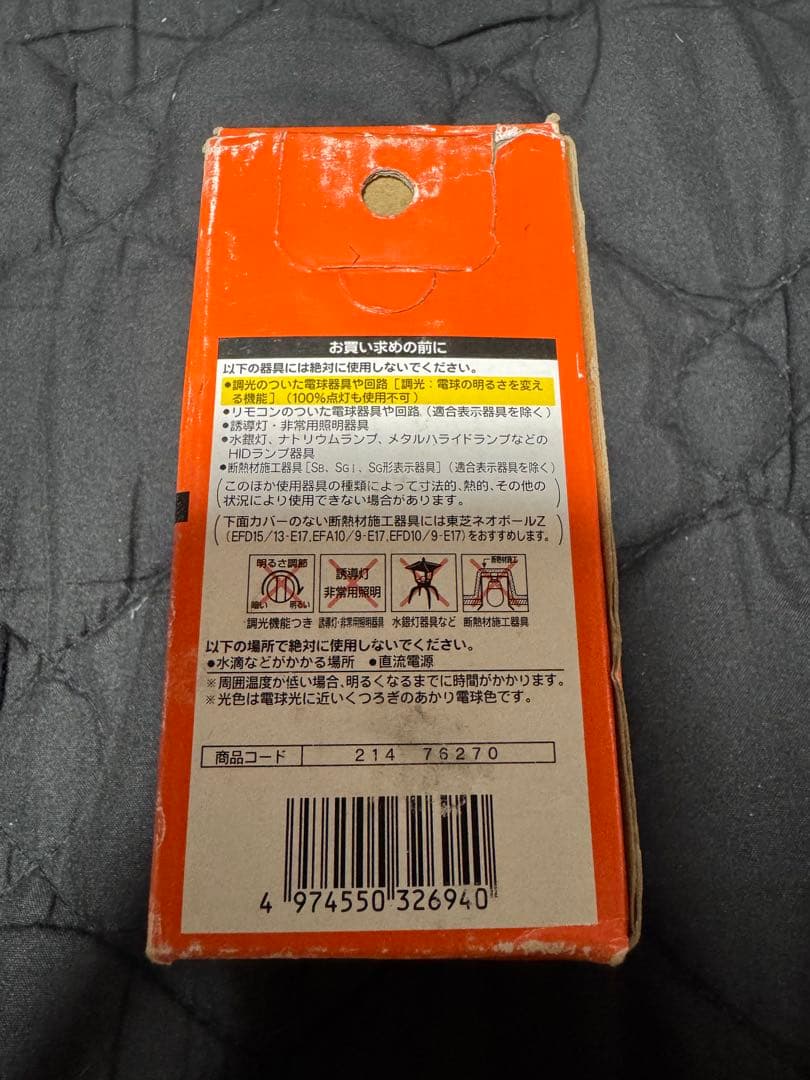 お買い求めの前に
以下の器具には絶対に使用しないでください。
●調光のついた電球器具や回路[調光:電球の明るさを変え
る機能](100%点灯も使用不可)
●リモコンのついた電球器具や回路(適合表示器具を除く)
●誘導灯・非常用照明器具
●水銀灯、ナトリウムランプ、メタルハライドランプなどの
HIDランプ器具
●断熱材施工器具[SB、SGI、SG形表示器具](適合表示器具を除く)
(このほか使用器具の種類によって寸法的、熱的、その他の
状況により使用できない場合があります。)
(下面カバーのない断熱材施工器具には東芝ネオボールZ
(EFD15/13-E17,EFA10/9-E17,EFD10/9-E17)をおすすめします。)
明るさ調節
暗い 明るい
誘導灯
非常用照明
断熱材施工
調光機能つき 誘導灯・非常用照明器具 水銀灯器具など 断熱材施工器具
以下の場所で絶対に使用しないでください。
●水滴などがかかる場所 ●直流電源
※周囲温度が低い場合、明るくなるまでに時間がかかります。
※光色は電球光に近いくつろぎのあかり電球色です。
商品コード 214 76270
4 974550 326940